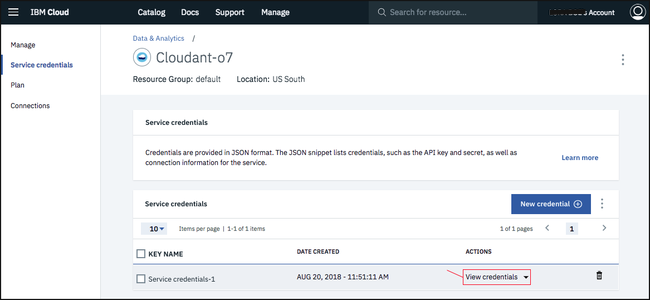 IBM Cloud Catalog Docs Support Manage Search for resource... Account
Manage
Service credentials
Plan
Connections
Data & Analytics /
Cloudant-o7
Resource Group: default Location: US South
Service credentials
Credentials are provided in JSON format. The JSON snippet lists credentials, such as the API key and secret, as well as
connection information for the service.
Learn more
Service credentials New credential
10 Items per page | 1-1 of 1 items 1 of 1 pages 1
KEY NAME DATE CREATED ACTIONS
Service credentials-1 AUG 20, 2018 - 11:51:11 AM View credentials